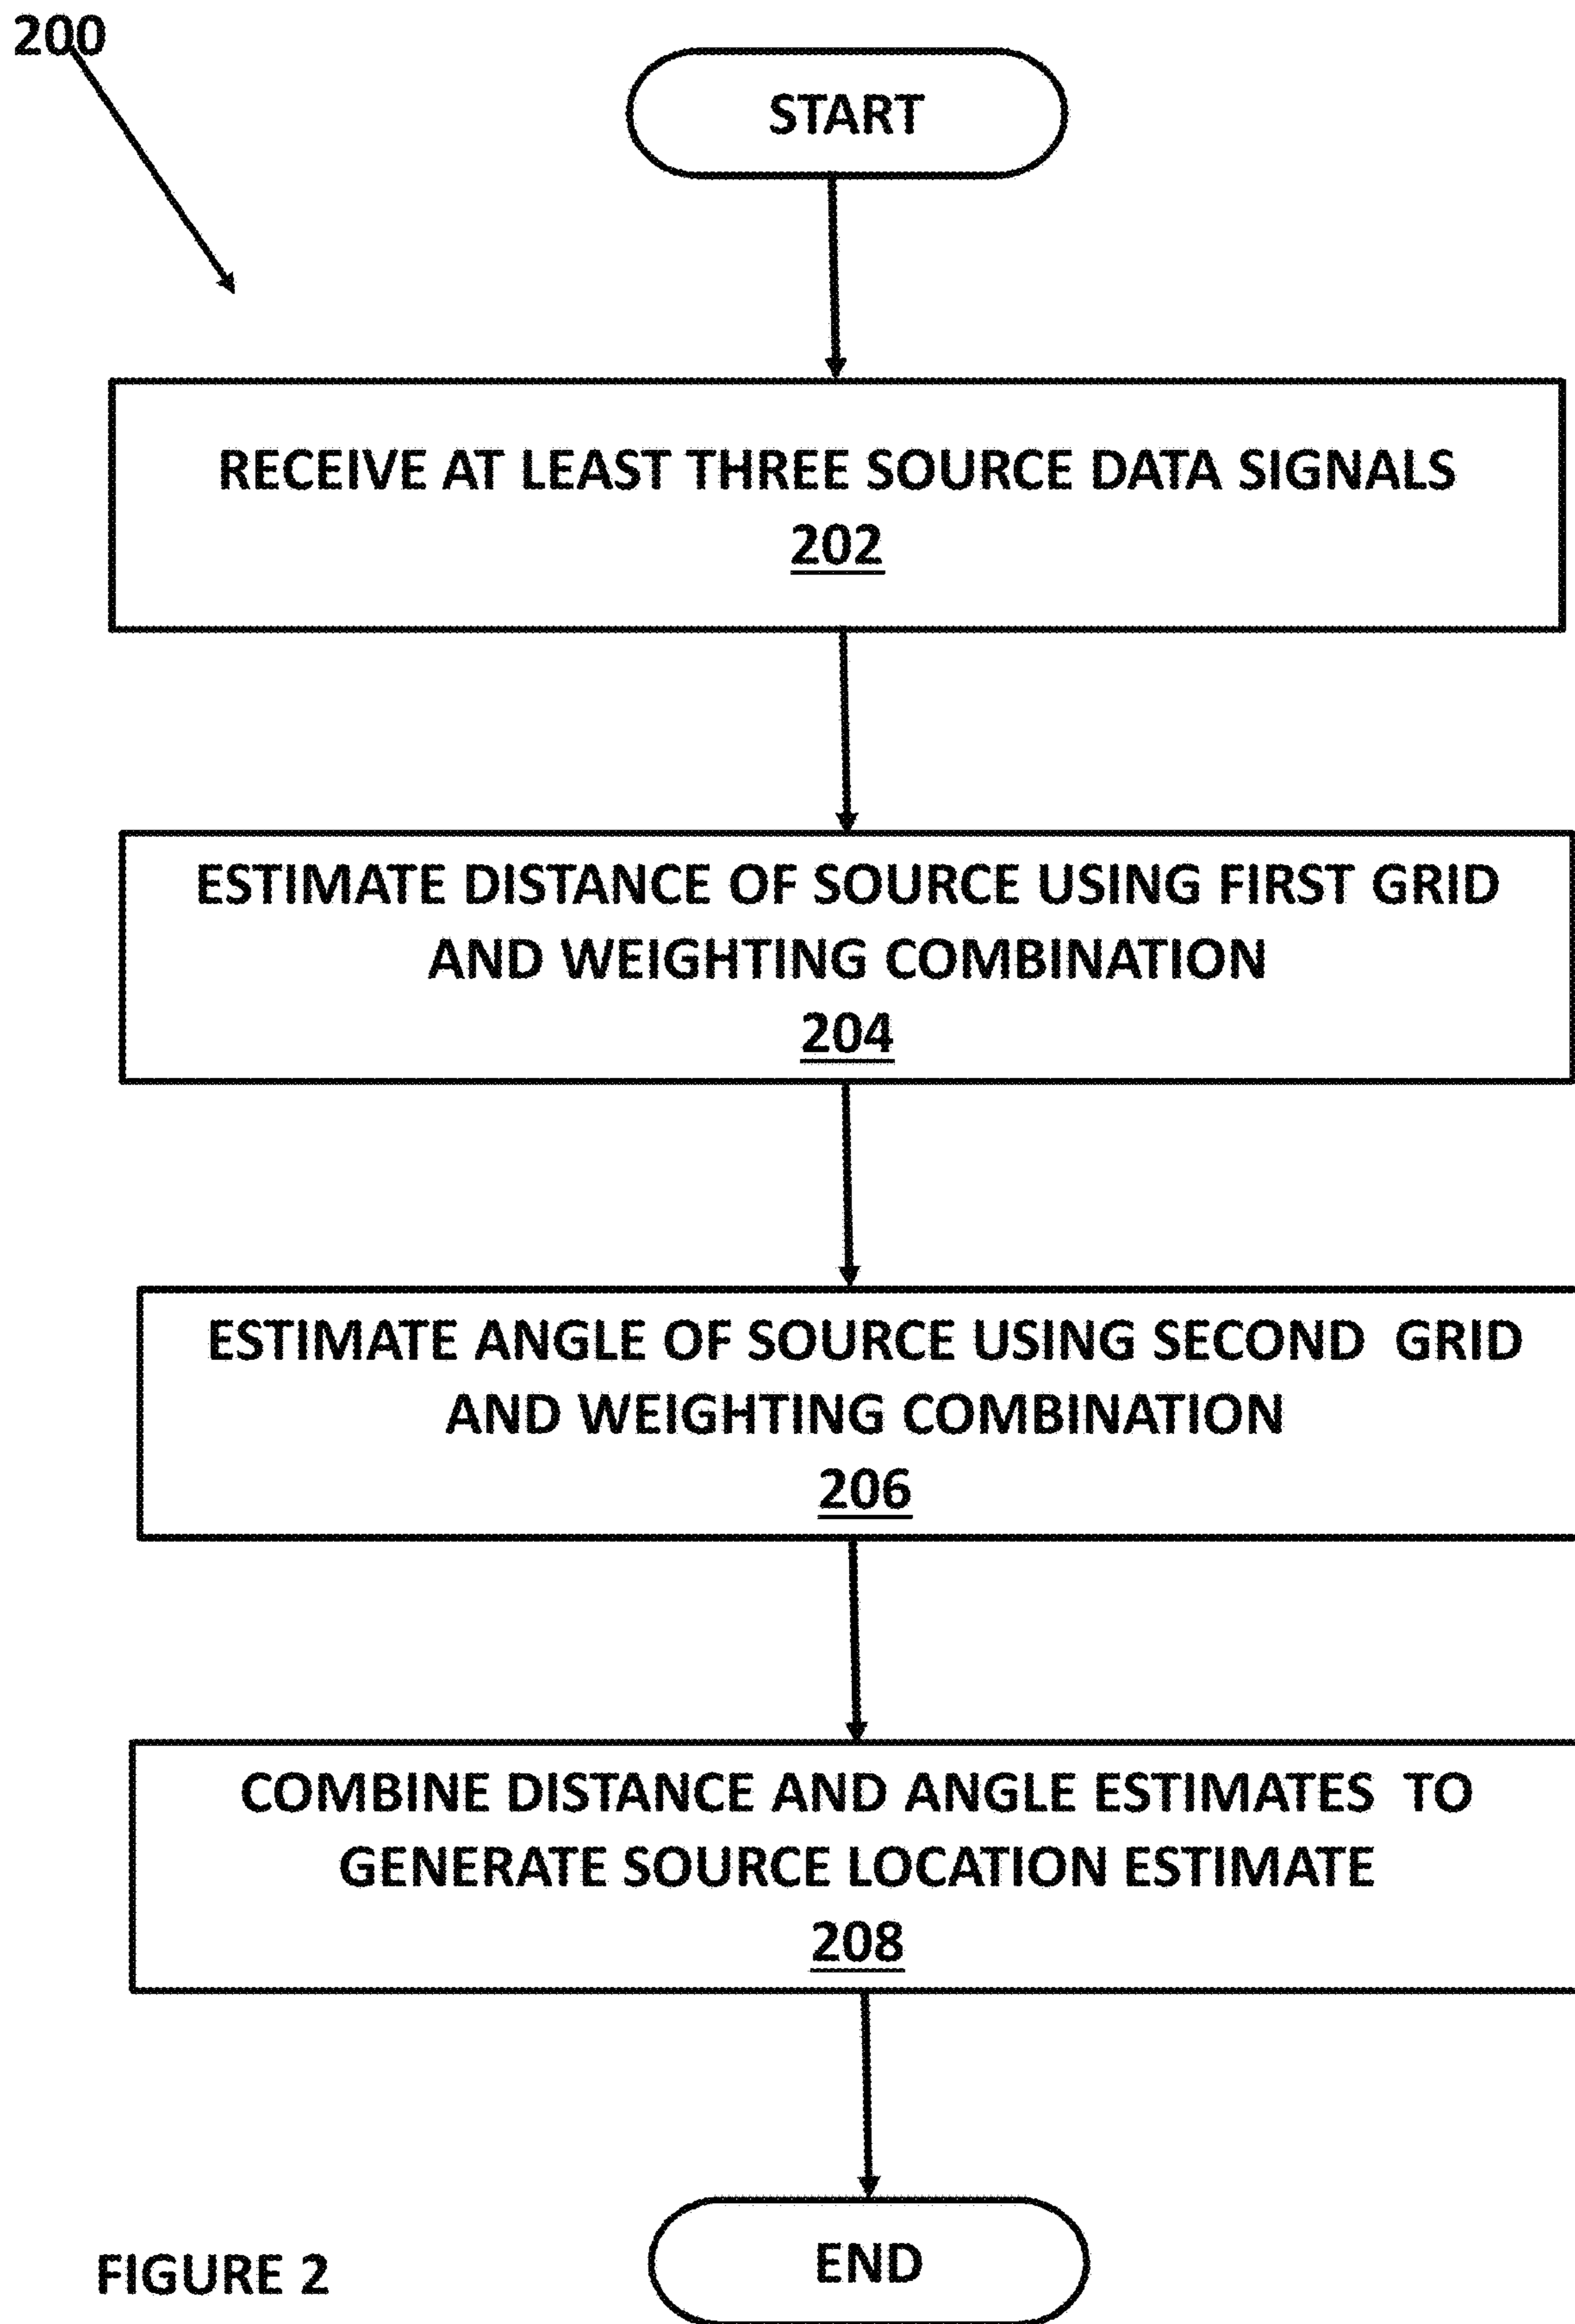 200
START
RECEIVE AT LEAST THREE SOURCE DATA SIGNALS
202
ESTIMATE DISTANCE OF SOURCE USING FIRST GRID
AND WEIGHTING COMBINATION
204
ESTIMATE ANGLE OF SOURCE USING SECOND GRID
AND WEIGHTING COMBINATION
206
COMBINE DISTANCE AND ANGLE ESTIMATES TO
GENERATE SOURCE LOCATION ESTIMATE
208
END
FIGURE 2